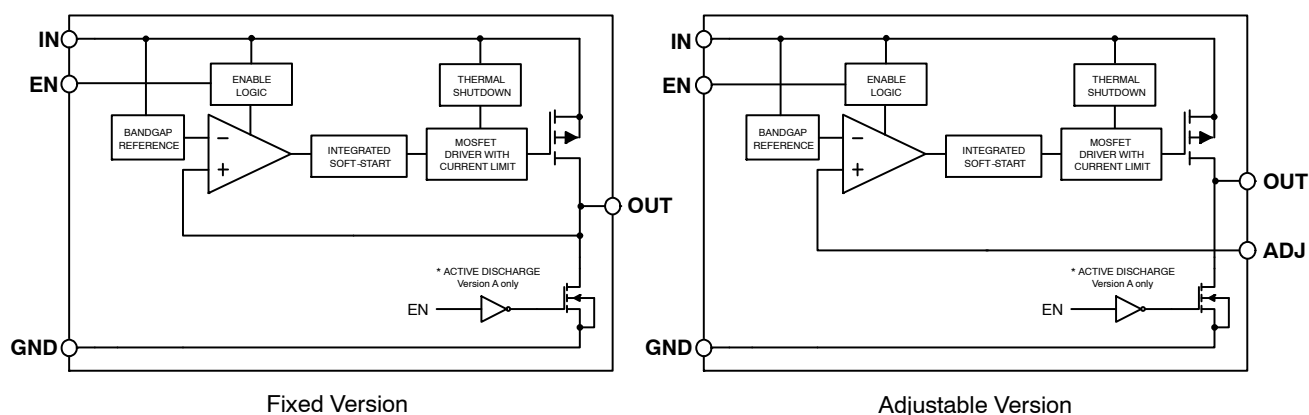 IN
EN
ENABLE
LOGIC
THERMAL
SHUTDOWN
BANDGAP
REFERENCE
−
+
INTEGRATED
SOFT-START
MOSFET
DRIVER WITH
CURRENT LIMIT
OUT
* ACTIVE DISCHARGE
Version A only
EN
GND
Fixed Version
IN
EN
ENABLE
LOGIC
THERMAL
SHUTDOWN
BANDGAP
REFERENCE
−
+
INTEGRATED
SOFT-START
MOSFET
DRIVER WITH
CURRENT LIMIT
OUT
ADJ
* ACTIVE DISCHARGE
Version A only
EN
GND
Adjustable Version